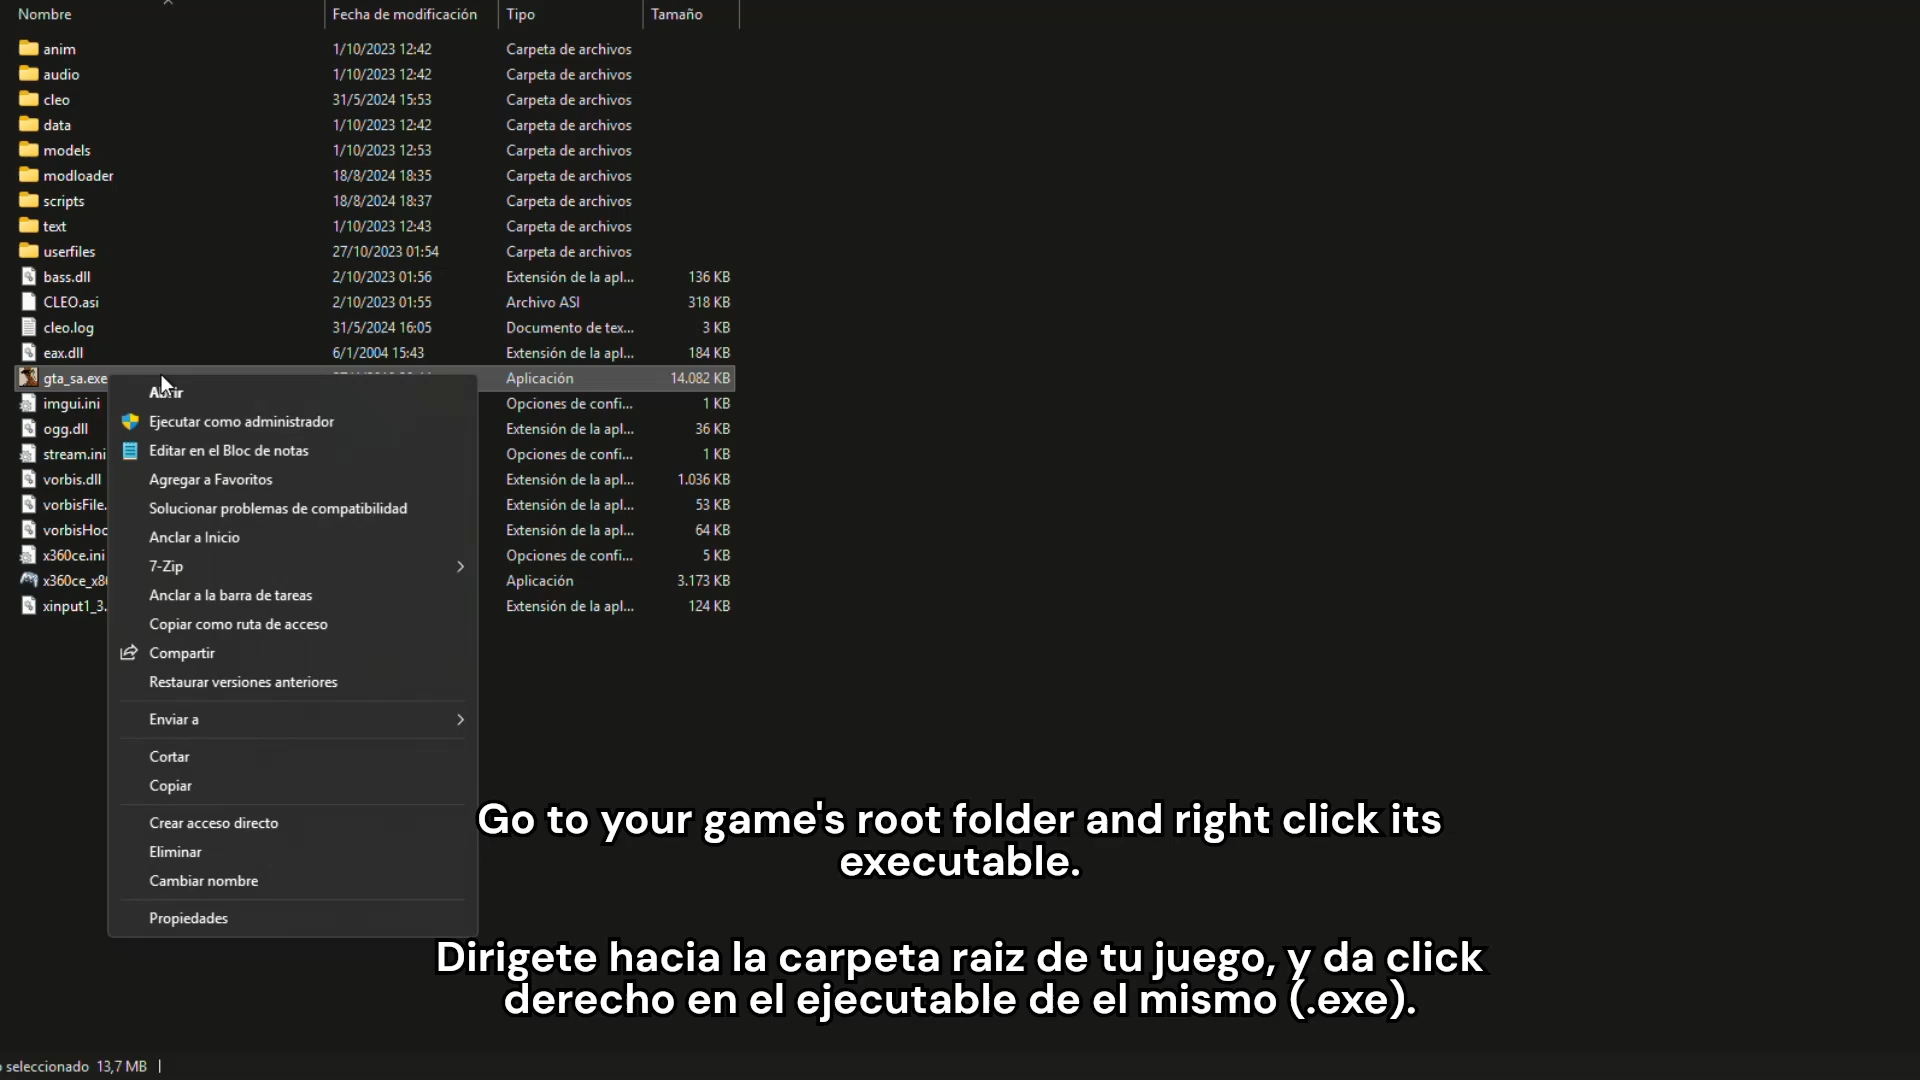 Nombre Fecha de modificación Tipo Tamaño
anim 1/10/2023 12:42 Carpeta de archivos
audio 1/10/2023 12:42 Carpeta de archivos
cleo 31/5/2024 15:53 Carpeta de archivos
data 1/10/2023 12:42 Carpeta de archivos
models 1/10/2023 12:53 Carpeta de archivos
modloader 18/8/2024 18:35 Carpeta de archivos
scripts 18/8/2024 18:37 Carpeta de archivos
text 1/10/2023 12:43 Carpeta de archivos
userfiles 27/10/2023 01:54 Carpeta de archivos
bass.dll 2/10/2023 01:56 Extensión de la apl... 136 KB
CLEO.asi 2/10/2023 01:55 Archivo ASI 318 KB
cleo.log 31/5/2024 16:05 Documento de tex... 3 KB
eax.dll 6/1/2004 15:43 Extensión de la apl... 184 KB
gta_sa.exe Aplicación 14.082 KB
imgui.ini Opciones de confi... 1 KB
ogg.dll Extensión de la apl... 36 KB
stream.ini Opciones de confi... 1 KB
vorbis.dll Extensión de la apl... 1.036 KB
vorbisFile. Extensión de la apl... 53 KB
vorbisHoo Extensión de la apl... 64 KB
x360ce.ini Opciones de confi... 5 KB
x360ce_x86 Aplicación 3.173 KB
xinput1_3. Extensión de la apl... 124 KB
Abrir
Ejecutar como administrador
Editar en el Bloc de notas
Agregar a Favoritos
Solucionar problemas de compatibilidad
Anclar a Inicio
7-Zip
Anclar a la barra de tareas
Copiar como ruta de acceso
Compartir
Restaurar versiones anteriores
Enviar a
Cortar
Copiar
Crear acceso directo
Eliminar
Cambiar nombre
Propiedades
Go to your game's root folder and right click its
executable.
Dirigete hacia la carpeta raiz de tu juego, y da click
derecho en el ejecutable de el mismo (.exe).
seleccionado 13,7 MB